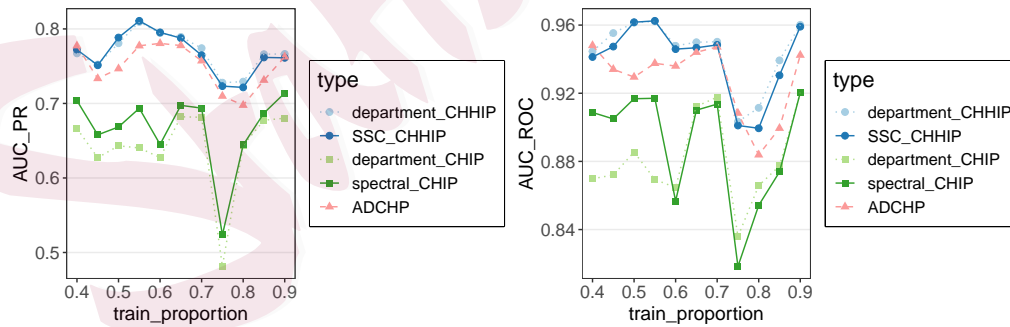 0.8
0.7
0.6
0.5
AUC_PR
0.4 0.5 0.6 0.7 0.8 0.9
train_proportion
type
department_CHHIP
SSC_CHHIP
department_CHIP
spectral_CHIP
ADCHP
0.96
0.92
0.88
0.84
AUC_ROC
0.4 0.5 0.6 0.7 0.8 0.9
train_proportion
type
department_CHHIP
SSC_CHHIP
department_CHIP
spectral_CHIP
ADCHP